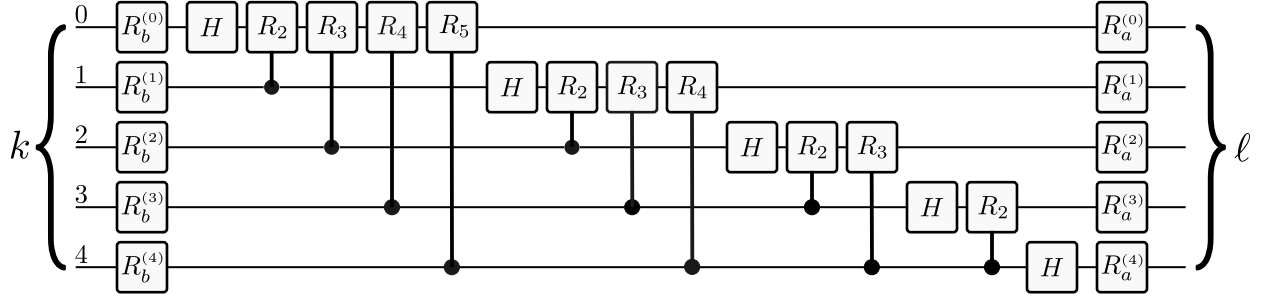 0 R_b^{(0)} H R_2 R_3 R_4 R_5 R_a^{(0)}
1 R_b^{(1)} H R_2 R_3 R_4 R_a^{(1)}
k 2 R_b^{(2)} H R_2 R_3 R_a^{(2)} ℓ
3 R_b^{(3)} H R_2 R_a^{(3)}
4 R_b^{(4)} H R_a^{(4)}